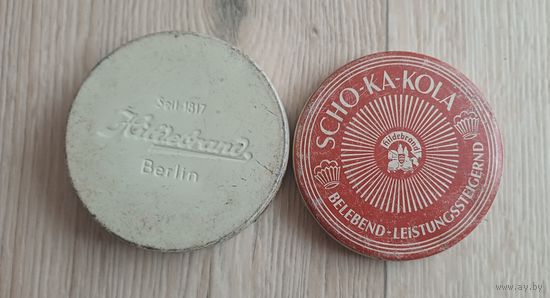 Seit 1817
Hildebrand
Berlin
SCHO-KA-KOLA
hildebrand
BELEBEND-LEiSTUNGSSTEIGERND
www.ay.by